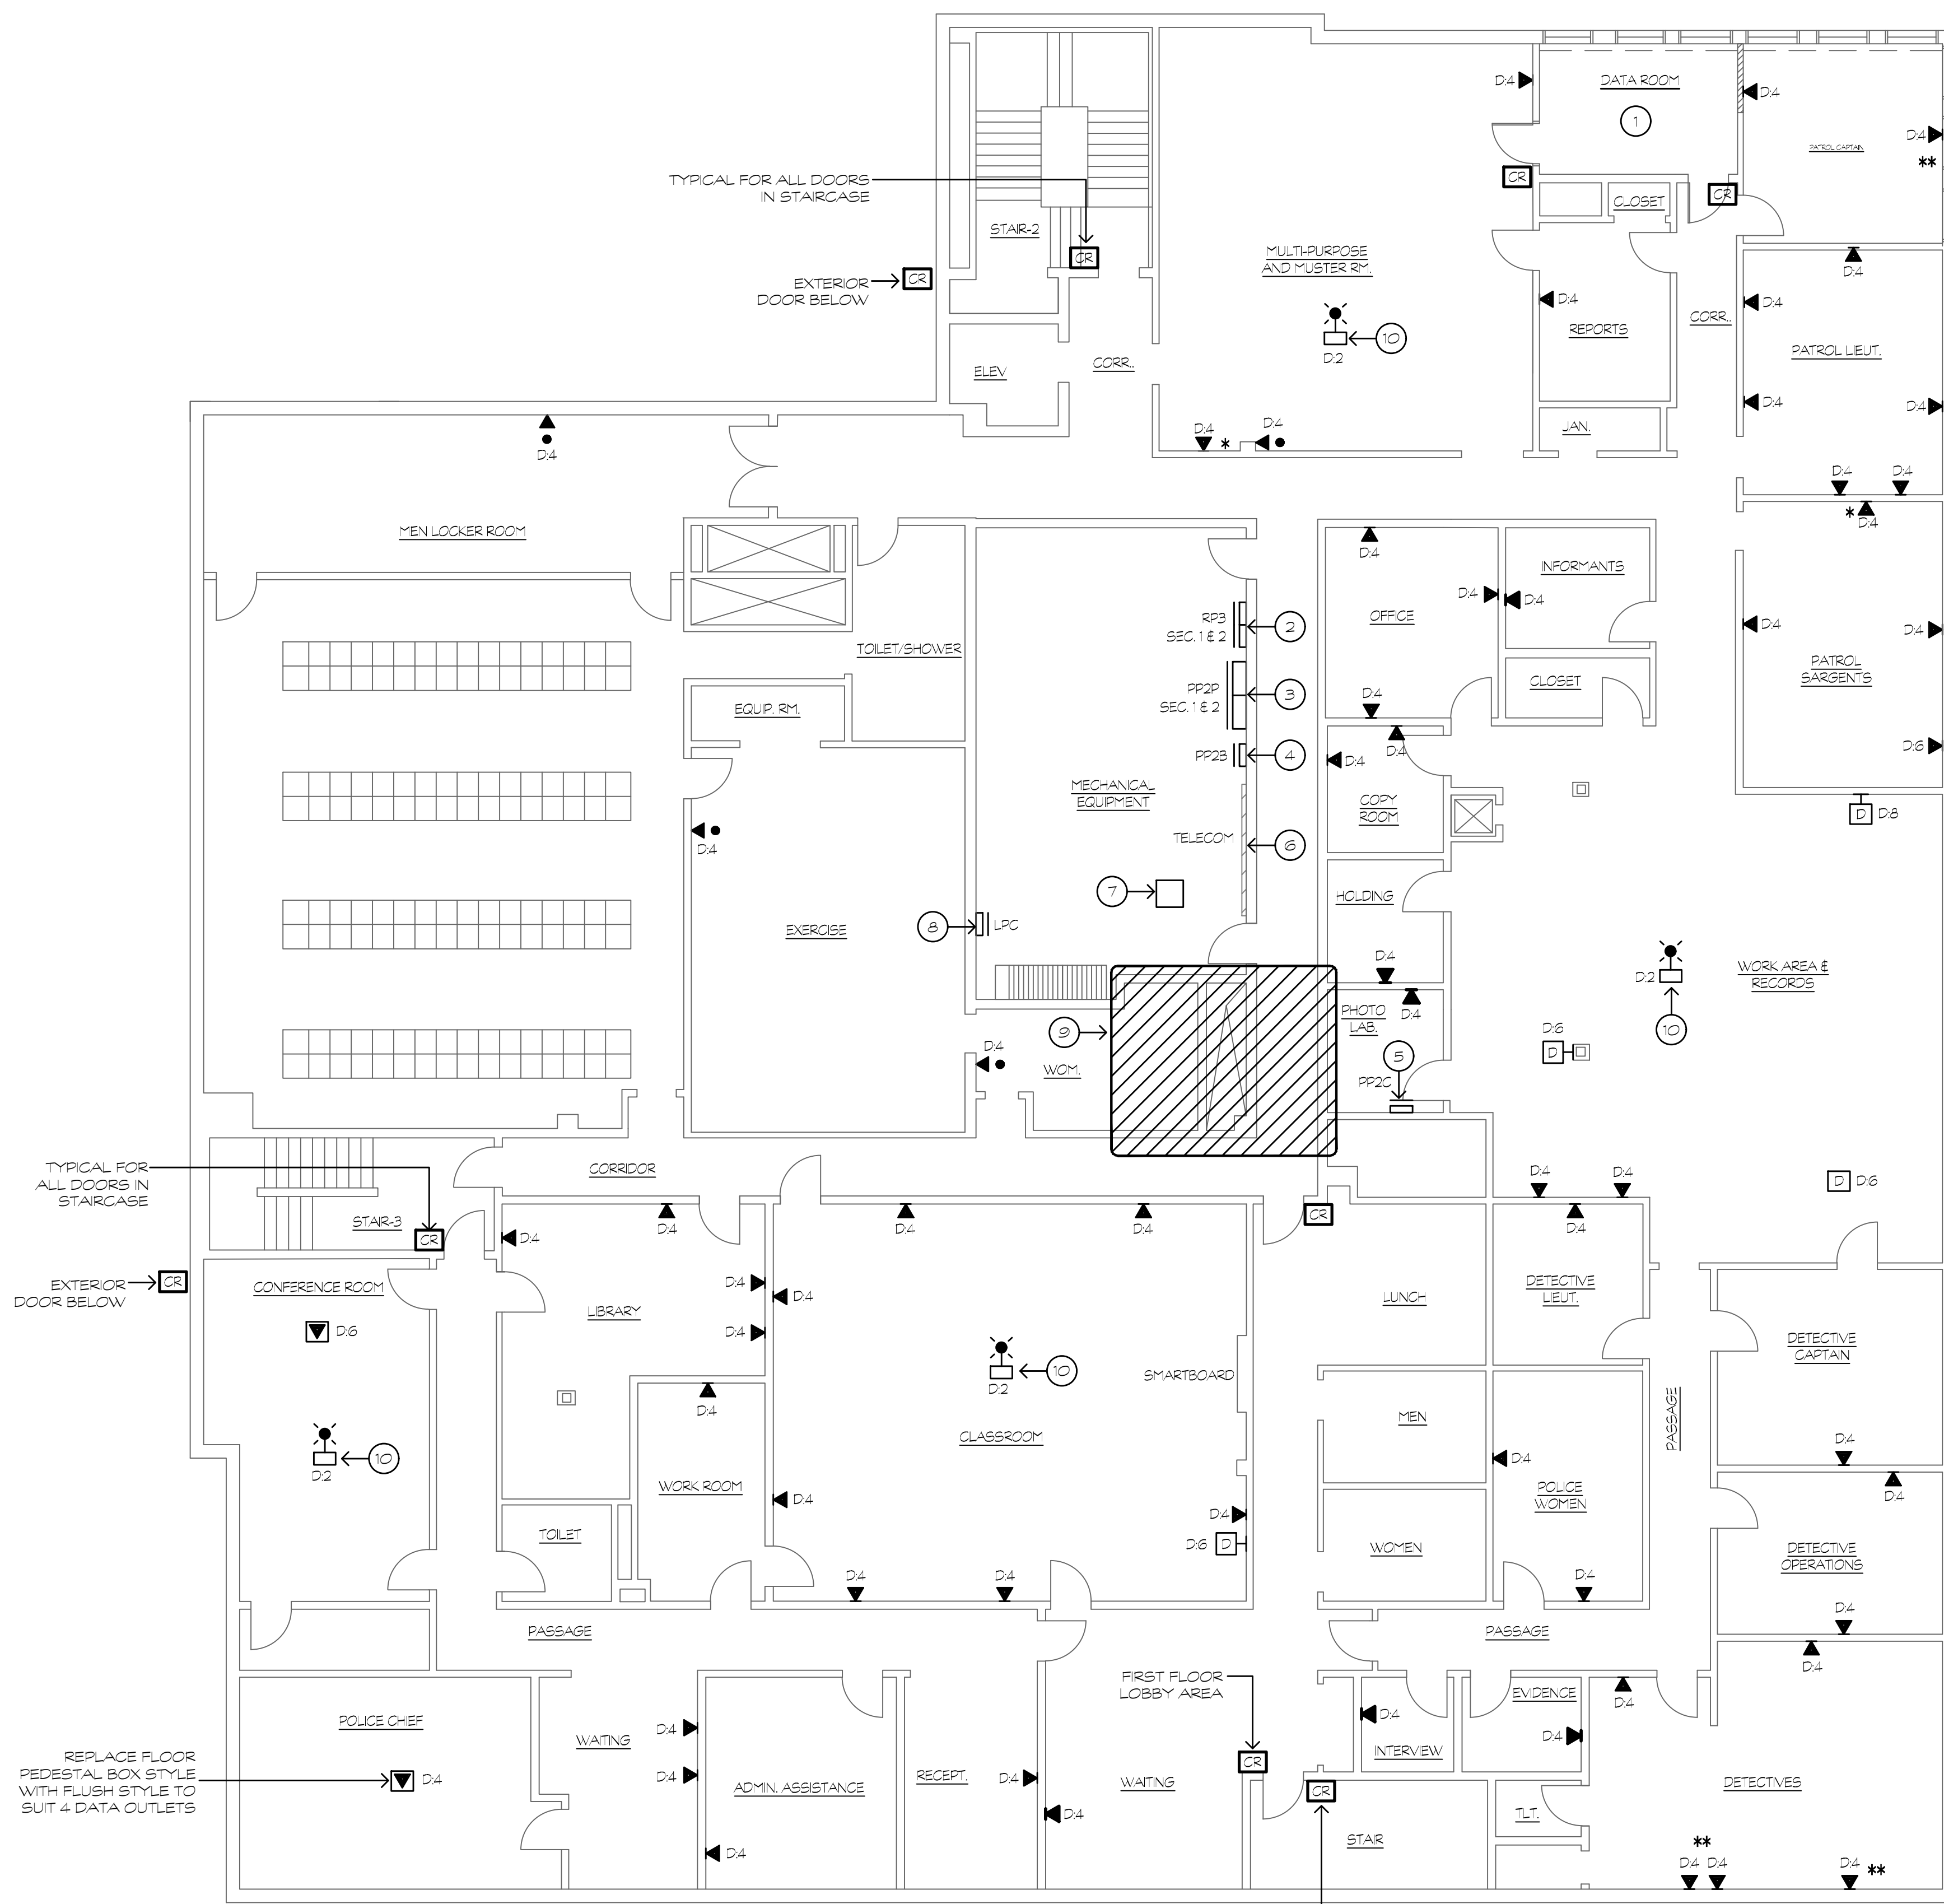 D:4
DATA ROOM
D:4
1
D:4
**
PATROL CAPTAIN
TYPICAL FOR ALL DOORS
IN STAIRCASE
CR
CR
CLOSET
STAIR-2
MULTI-PURPOSE
AND MUSTER RM.
CR
CR
EXTERIOR
DOOR BELOW
D:4
D:4
D:4
REPORTS
CORR..
10
D:2
PATROL LIEUT.
CORR..
ELEV
D:4
D:4
D:4 *
D:4
JAN.
D:4
D:4
D:4
*
D:4
MEN LOCKER ROOM
D:4
INFORMANTS
D:4
D:4
OFFICE
RP3
SEC. 1 & 2
2
D:4
D:4
TOILET/SHOWER
PATROL
SARGENTS
CLOSET
PP2P
SEC. 1 & 2
3
D:4
EQUIP. RM.
PP2B
4
D:4
D:4
D:6
MECHANICAL
EQUIPMENT
COPY
ROOM
D
D:8
TELECOM
6
D:4
7
HOLDING
8
LPC
EXERCISE
D:4
D:2
10
WORK AREA &
RECORDS
D:4
PHOTO
LAB.
9
D:4
WOM.
D:6
D
5
PP2C
TYPICAL FOR
ALL DOORS IN
STAIRCASE
CORRIDOR
D:4
D:4
D
D:6
STAIR-3
CR
D:4
D:4
D:4
D:4
CR
D:4
EXTERIOR
DOOR BELOW
CR
CONFERENCE ROOM
D:4
D:4
LUNCH
DETECTIVE
LIEUT.
LIBRARY
D:6
D:4
DETECTIVE
CAPTAIN
10
D:2
SMARTBOARD
D:4
MEN
PASSAGE
CLASSROOM
D:4
10
D:2
D:4
WORK ROOM
D:4
POLICE
WOMEN
D:4
D:4
TOILET
D:6
D
WOMEN
DETECTIVE
OPERATIONS
D:4
D:4
D:4
D:4
PASSAGE
PASSAGE
D:4
FIRST FLOOR
LOBBY AREA
EVIDENCE
D:4
POLICE CHIEF
D:4
D:4
D:4
WAITING
INTERVIEW
REPLACE FLOOR
PEDESTAL BOX STYLE
WITH FLUSH STYLE TO
SUIT 4 DATA OUTLETS
D:4
D:4
ADMIN. ASSISTANCE
RECEPT.
D:4
WAITING
CR
CR
DETECTIVES
D:4
TLT.
STAIR
D:4
**
D:4
D:4
D:4
**